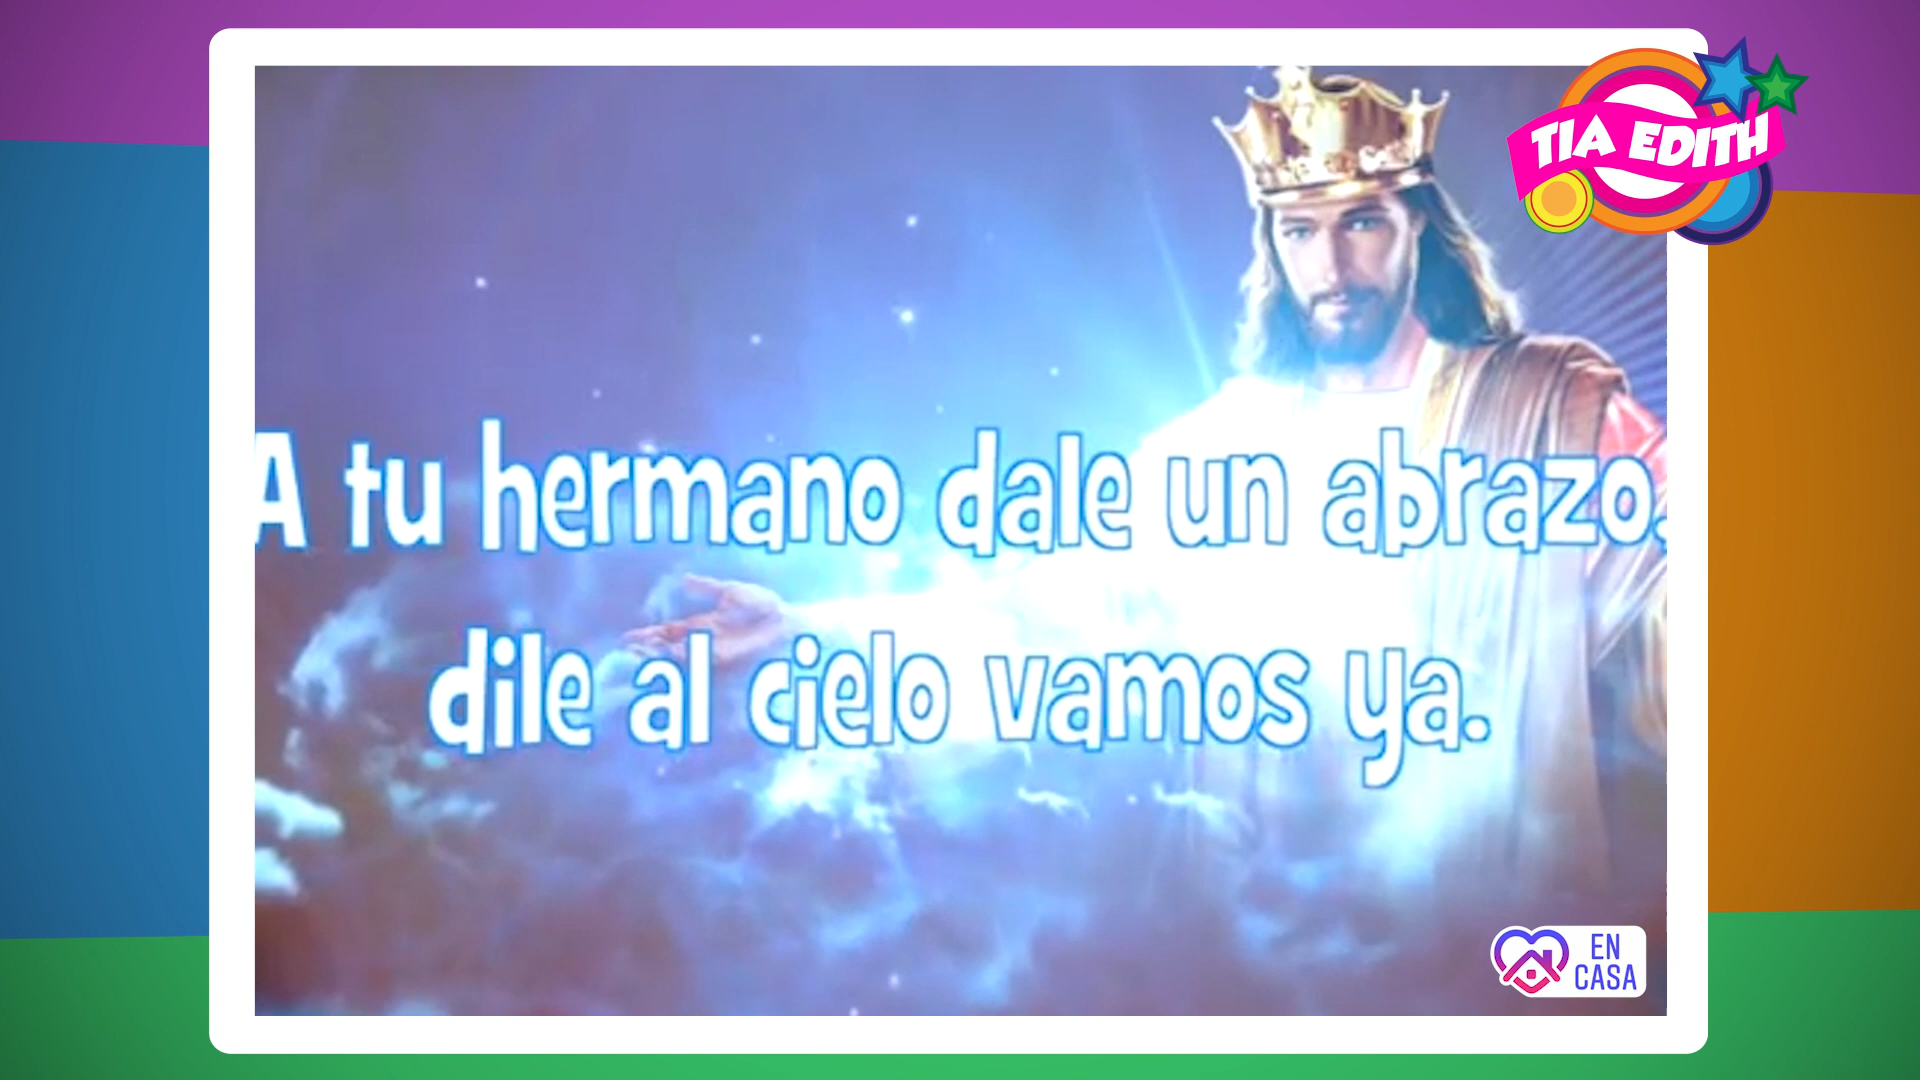 TIA EDITH
A tu hermano dale un abrazo.
dile al cielo vamos ya.
EN
CASA